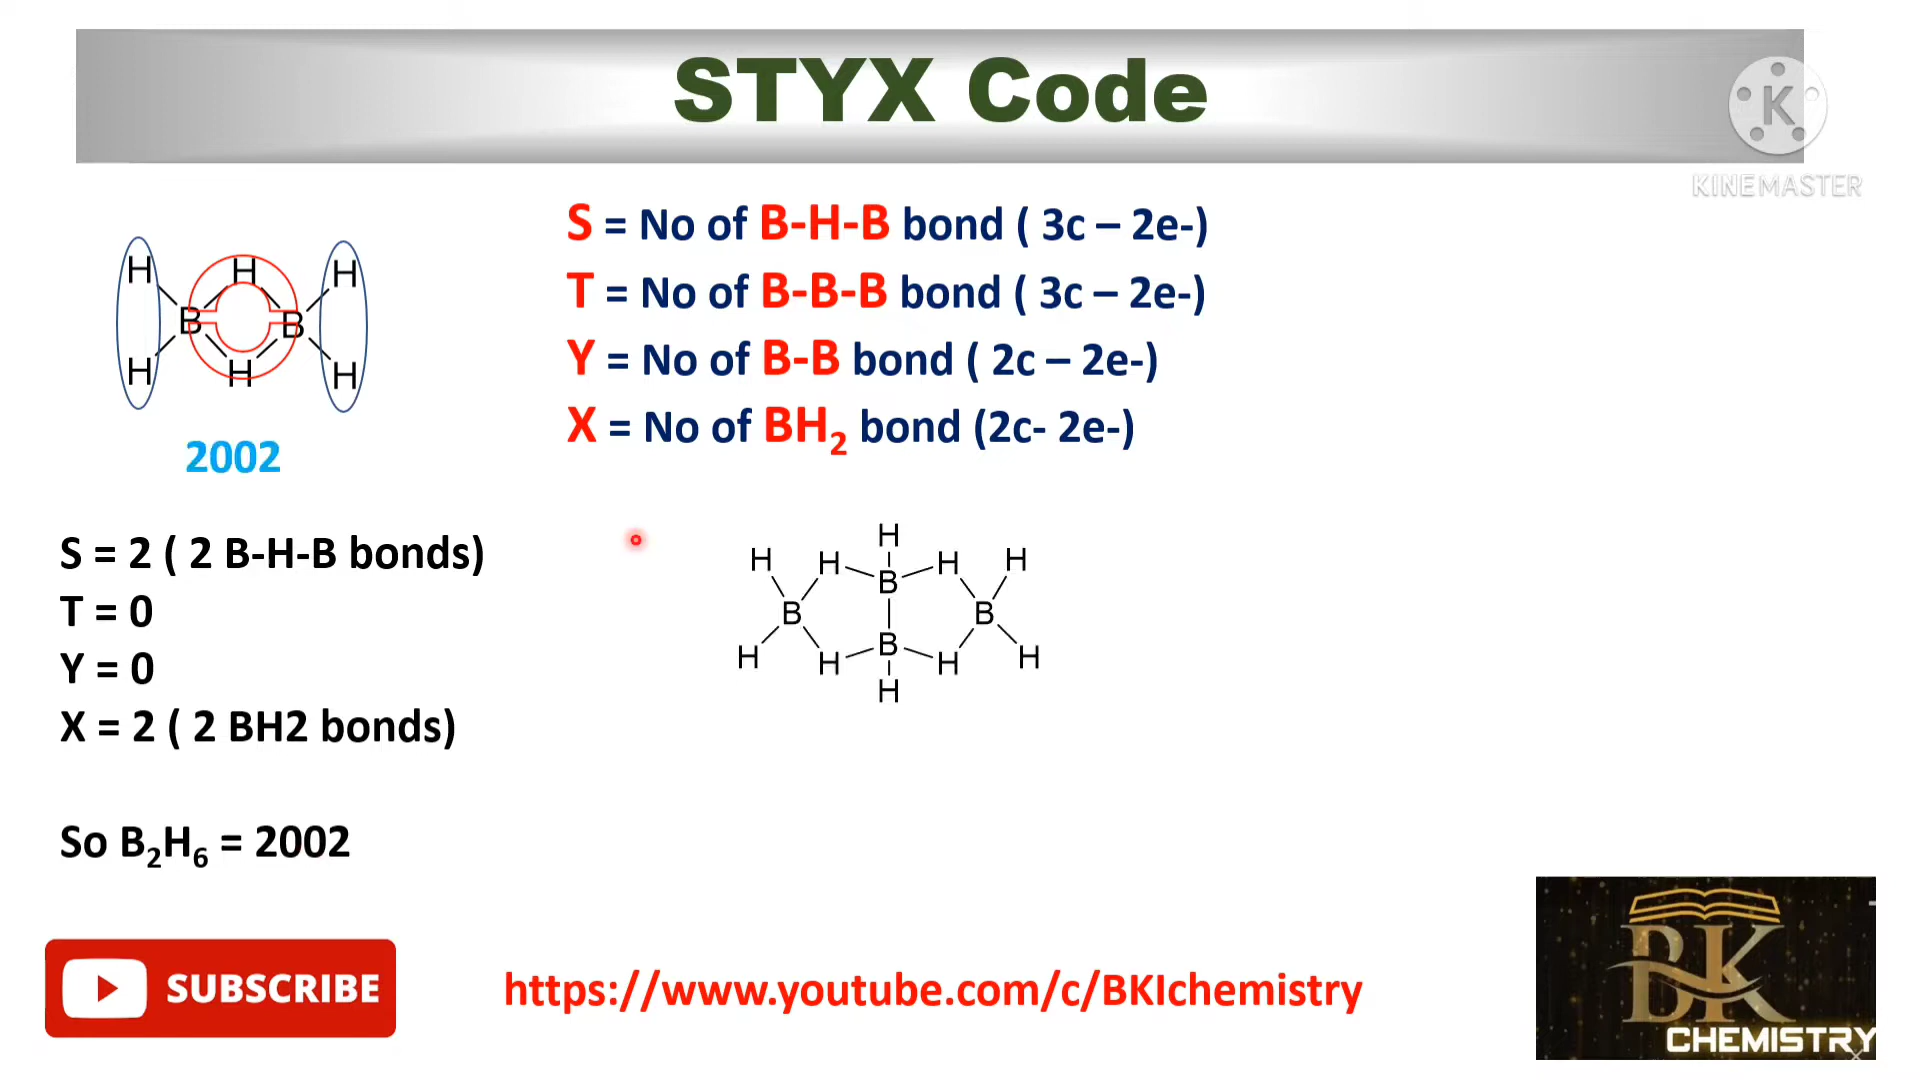 STYX Code
K
KINEMASTER
S = No of B-H-B bond ( 3c – 2e-)
T = No of B-B-B bond ( 3c – 2e-)
Y = No of B-B bond ( 2c – 2e-)
X = No of BH₂ bond (2c- 2e-)
H H H
B B
H H H
2002
S = 2 ( 2 B-H-B bonds)
T = 0
Y = 0
X = 2 ( 2 BH2 bonds)
So B₂H₆ = 2002
H
H H H H
B
B B
B
H H H H
H
SUBSCRIBE
https://www.youtube.com/c/BKIchemistry
BK
CHEMISTRY